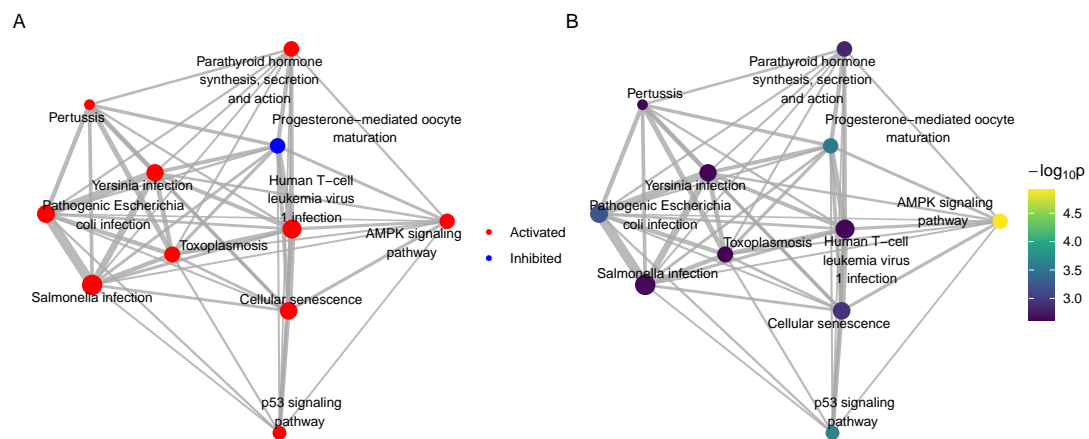 A
Parathyroid hormone
synthesis, secretion
and action
Pertussis
Progesterone−mediated oocyte
maturation
Yersinia infection
Human T−cell
leukemia virus
1 infection
Pathogenic Escherichia
coli infection
AMPK signaling
pathway
Toxoplasmosis
Salmonella infection
Cellular senescence
p53 signaling
pathway
Activated
Inhibited
B
Parathyroid hormone
synthesis, secretion
and action
Pertussis
Progesterone−mediated oocyte
maturation
Yersinia infection
Pathogenic Escherichia
coli infection
AMPK signaling
pathway
Toxoplasmosis
Human T−cell
leukemia virus
1 infection
Salmonella infection
Cellular senescence
p53 signaling
pathway
−log₁₀p
4.5
4.0
3.5
3.0